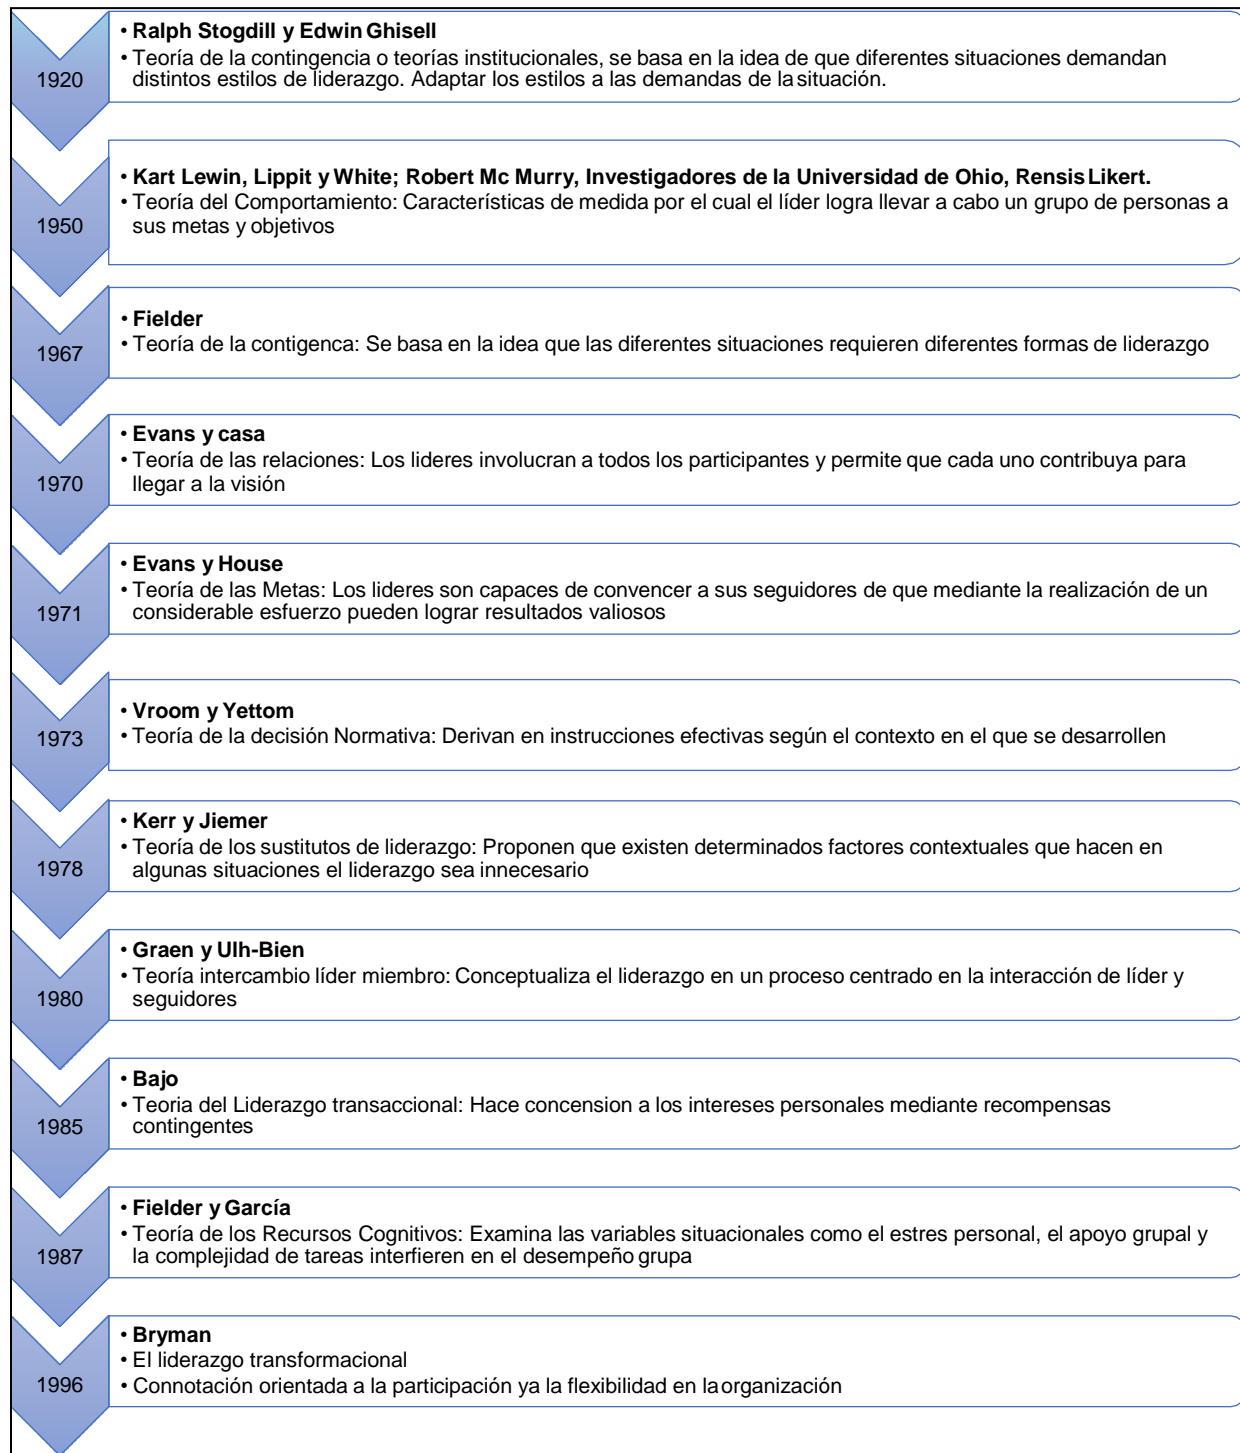 1920
• Ralph Stogdill y Edwin Ghisell
• Teoría de la contingencia o teorías institucionales, se basa en la idea de que diferentes situaciones demandan
distintos estilos de liderazgo. Adaptar los estilos a las demandas de la situación.
1950
• Kart Lewin, Lippit y White; Robert Mc Murry, Investigadores de la Universidad de Ohio, Rensis Likert.
• Teoría del Comportamiento: Características de medida por el cual el líder logra llevar a cabo un grupo de personas a
sus metas y objetivos
1967
• Fielder
• Teoría de la contigenca: Se basa en la idea que las diferentes situaciones requieren diferentes formas de liderazgo
1970
• Evans y casa
• Teoría de las relaciones: Los lideres involucran a todos los participantes y permite que cada uno contribuya para
llegar a la visión
1971
• Evans y House
• Teoría de las Metas: Los lideres son capaces de convencer a sus seguidores de que mediante la realización de un
considerable esfuerzo pueden lograr resultados valiosos
1973
• Vroom y Yettom
• Teoría de la decisión Normativa: Derivan en instrucciones efectivas según el contexto en el que se desarrollen
1978
• Kerr y Jiemer
• Teoría de los sustitutos de liderazgo: Proponen que existen determinados factores contextuales que hacen en
algunas situaciones el liderazgo sea innecesario
1980
• Graen y Ulh-Bien
• Teoría intercambio líder miembro: Conceptualiza el liderazgo en un proceso centrado en la interacción de líder y
seguidores
1985
• Bajo
• Teoria del Liderazgo transaccional: Hace concension a los intereses personales mediante recompensas
contingentes
1987
• Fielder y García
• Teoría de los Recursos Cognitivos: Examina las variables situacionales como el estres personal, el apoyo grupal y
la complejidad de tareas interfieren en el desempeño grupa
1996
• Bryman
• El liderazgo transformacional
• Connotación orientada a la participación ya la flexibilidad en la organización